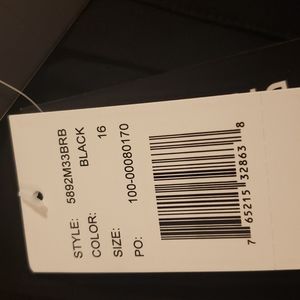 STYLE: 5892M33BRB
COLOR: BLACK
SIZE: 16
PO: 100-00080170
7 65215 32863 8